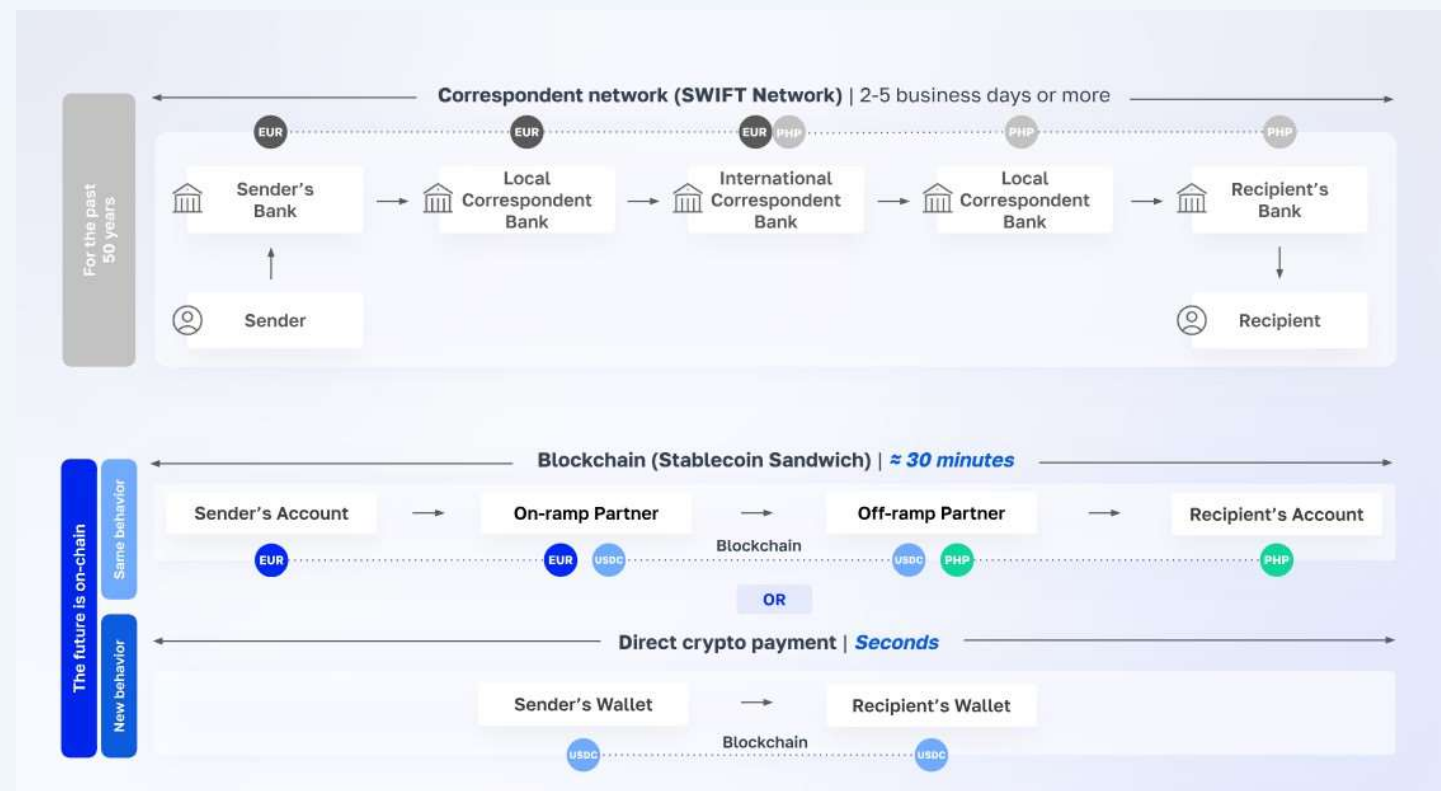 Correspondent network (SWIFT Network) | 2-5 business days or more
For the past
50 years
EUR
EUR
EUR
PHP
PHP
PHP
Sender's
Bank
Local
Correspondent
Bank
International
Correspondent
Bank
Local
Correspondent
Bank
Recipient's
Bank
Sender
Recipient
The future is on-chain
Same behavior
Blockchain (Stablecoin Sandwich) | ≈ 30 minutes
Sender's Account
On-ramp Partner
Off-ramp Partner
Recipient's Account
Blockchain
EUR
EUR
USDC
USDC
PHP
PHP
OR
New behavior
Direct crypto payment | Seconds
Sender's Wallet
Recipient's Wallet
Blockchain
USDC
USDC